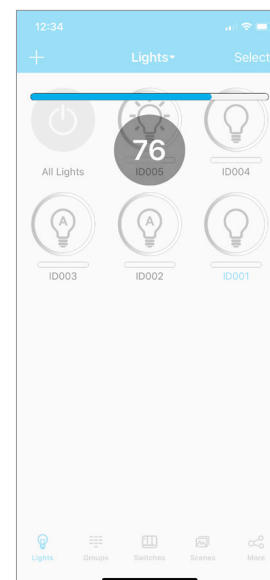 12:34
+ Lights Select
76
All Lights ID005 ID004
A A
ID003 ID002 ID001
Lights Groups Switches Scenes More